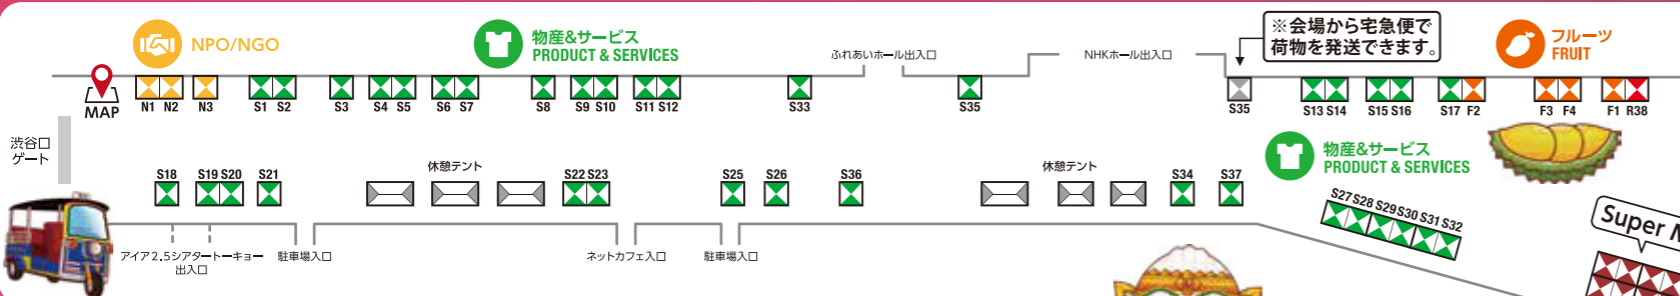 NPO/NGO
物産&サービス
PRODUCT & SERVICES
ふれあいホール出入口
NHKホール出入口
※会場から宅急便で
荷物を発送できます。
フルーツ
FRUIT
MAP
N1 N2 N3 S1 S2 S3 S4 S5 S6 S7 S8 S9 S10 S11 S12 S33 S35 S35 S13 S14 S15 S16 S17 F2 F3 F4 F1 R38
渋谷口
ゲート
休憩テント
休憩テント
S18 S19 S20 S21 S22 S23 S25 S26 S36 S34 S37
物産&サービス
PRODUCT & SERVICES
S27 S28 S29 S30 S31 S32
アイア2.5シアタートーキョー
出入口
駐車場入口
ネットカフェ入口
駐車場入口
Super